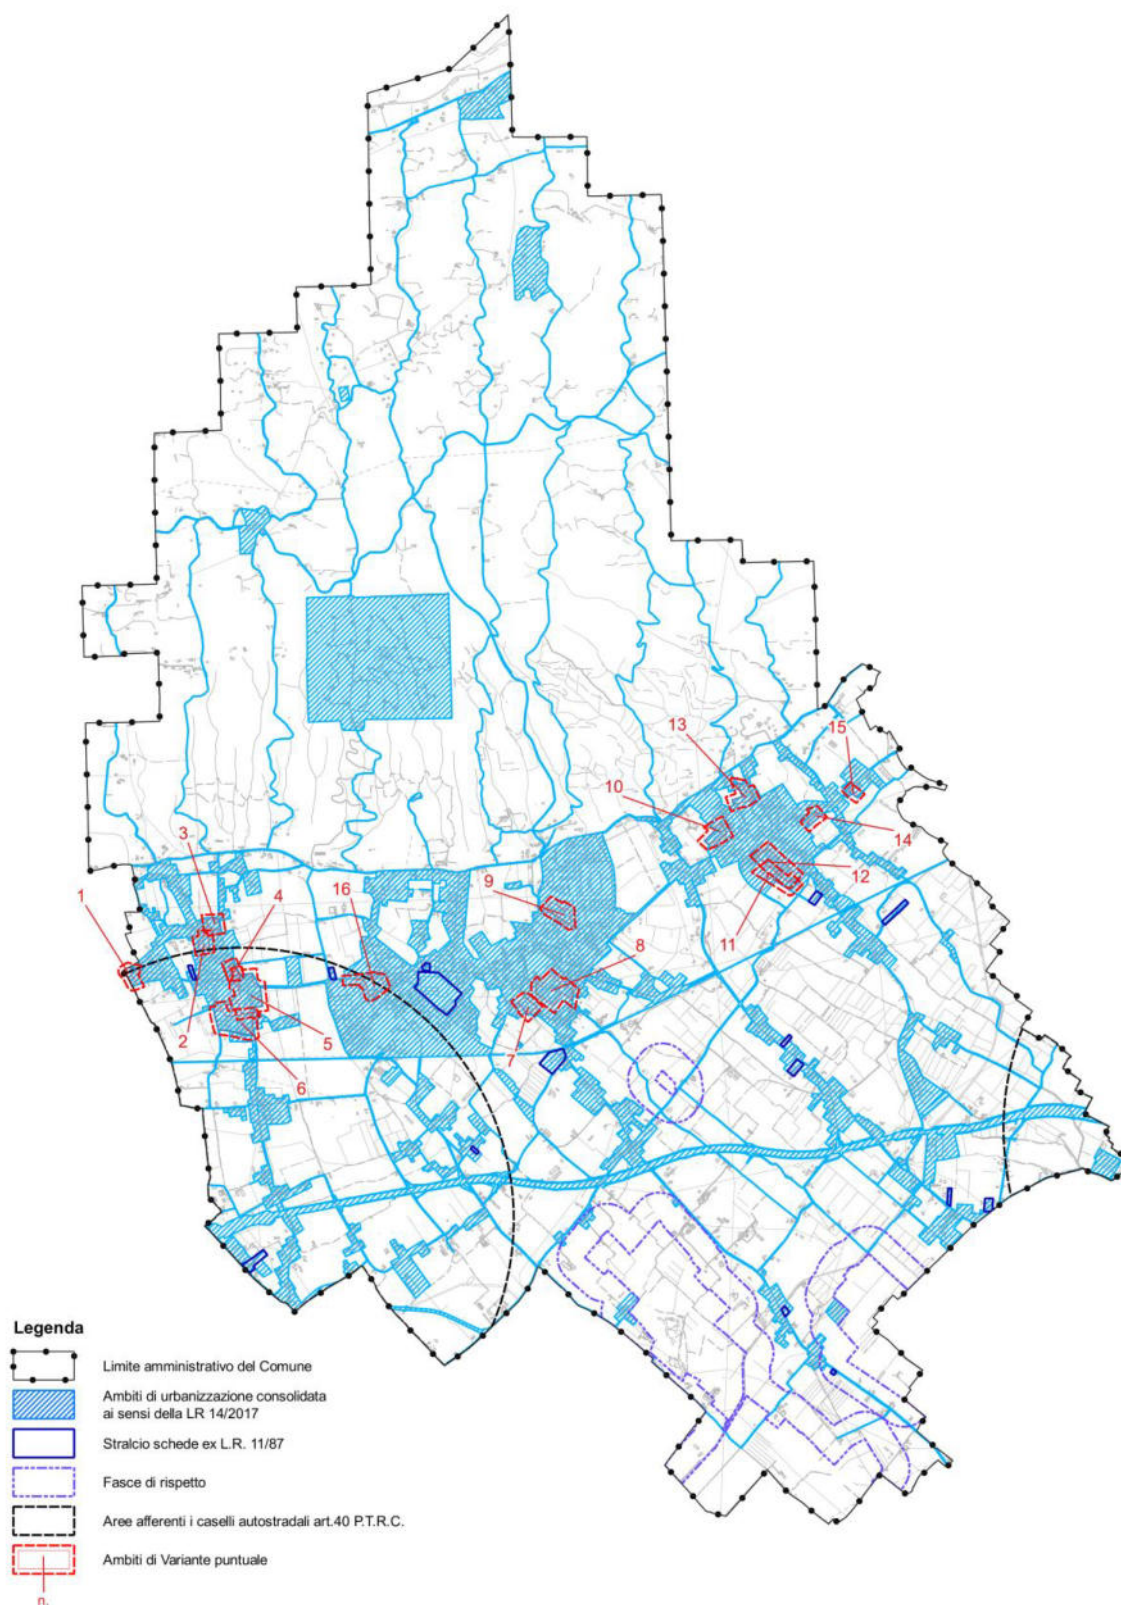 13
15
10
3
14
4
16
12
1
9
11
8
2
5
7
6
Legenda
Limite amministrativo del Comune
Ambiti di urbanizzazione consolidata
ai sensi della LR 14/2017
Stralcio schede ex L.R. 11/87
Fasce di rispetto
Aree afferenti i caselli autostradali art.40 P.T.R.C.
Ambiti di Variante puntuale
n.